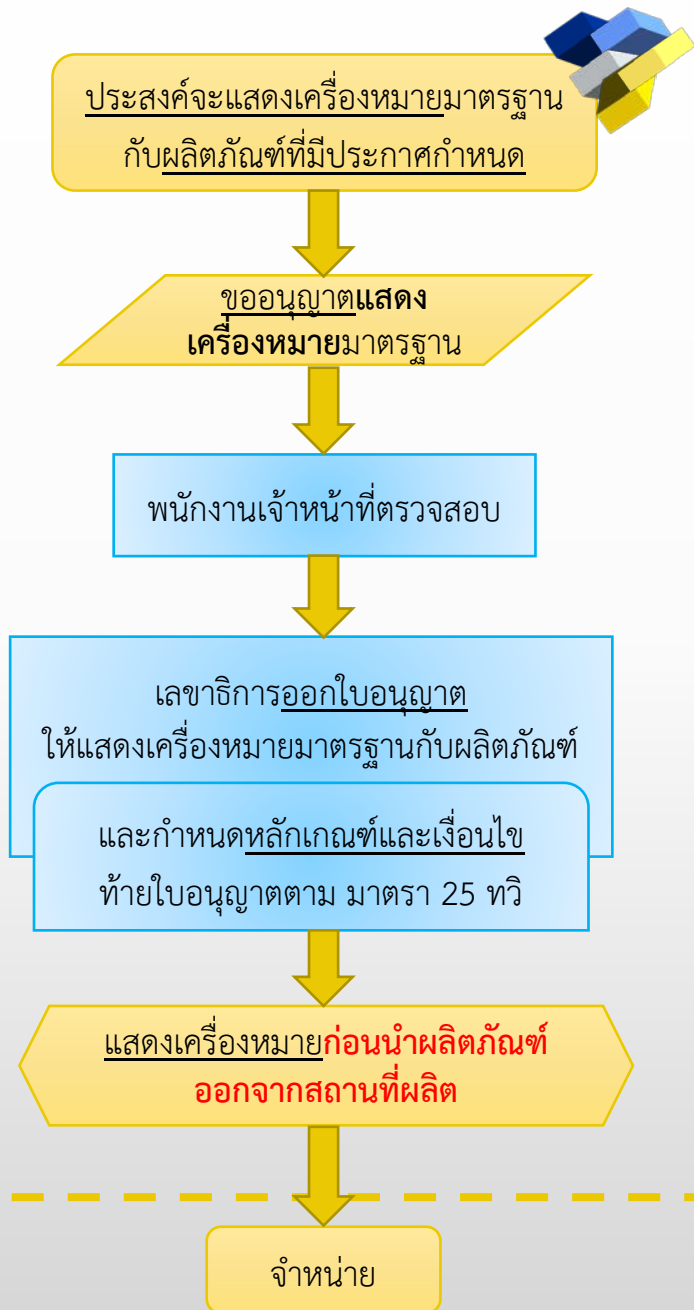 ประสงค์จะแสดงเครื่องหมายมาตรฐาน
กับผลิตภัณฑ์ที่มีประกาศกำหนด
ขออนุญาตแสดง
เครื่องหมายมาตรฐาน
พนักงานเจ้าหน้าที่ตรวจสอบ
เลขาธิการออกใบอนุญาต
ให้แสดงเครื่องหมายมาตรฐานกับผลิตภัณฑ์
และกำหนดหลักเกณฑ์และเงื่อนไข
ท้ายใบอนุญาตตาม มาตรา 25 ทวิ
แสดงเครื่องหมายก่อนนำผลิตภัณฑ์
ออกจากสถานที่ผลิต
จำหน่าย